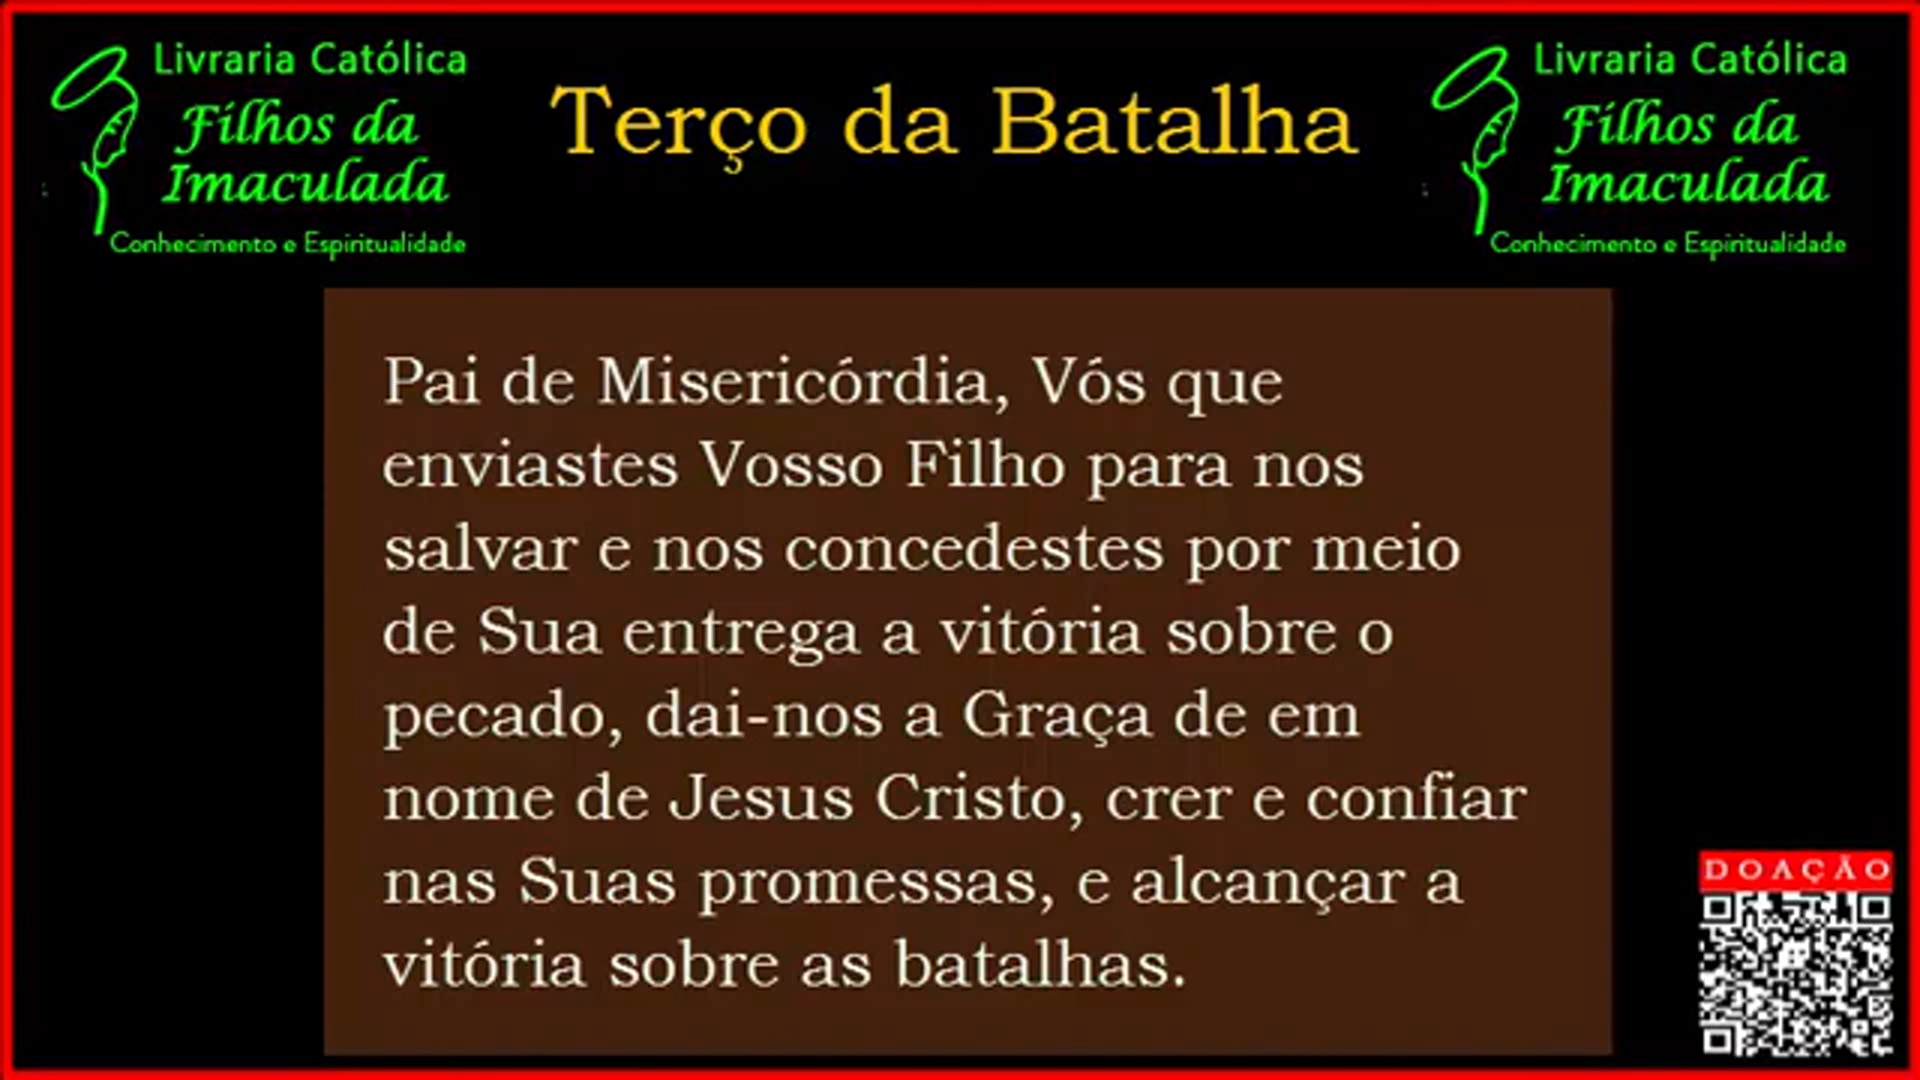 Livraria Católica
Filhos da
Imaculada
Conhecimento e Espiritualidade
Terço da Batalha
Livraria Católica
Filhos da
Imaculada
Conhecimento e Espiritualidade
Pai de Misericórdia, Vós que
enviastes Vosso Filho para nos
salvar e nos concedestes por meio
de Sua entrega a vitória sobre o
pecado, dai-nos a Graça de em
nome de Jesus Cristo, crer e confiar
nas Suas promessas, e alcançar a
vitória sobre as batalhas.
DOAÇÃO